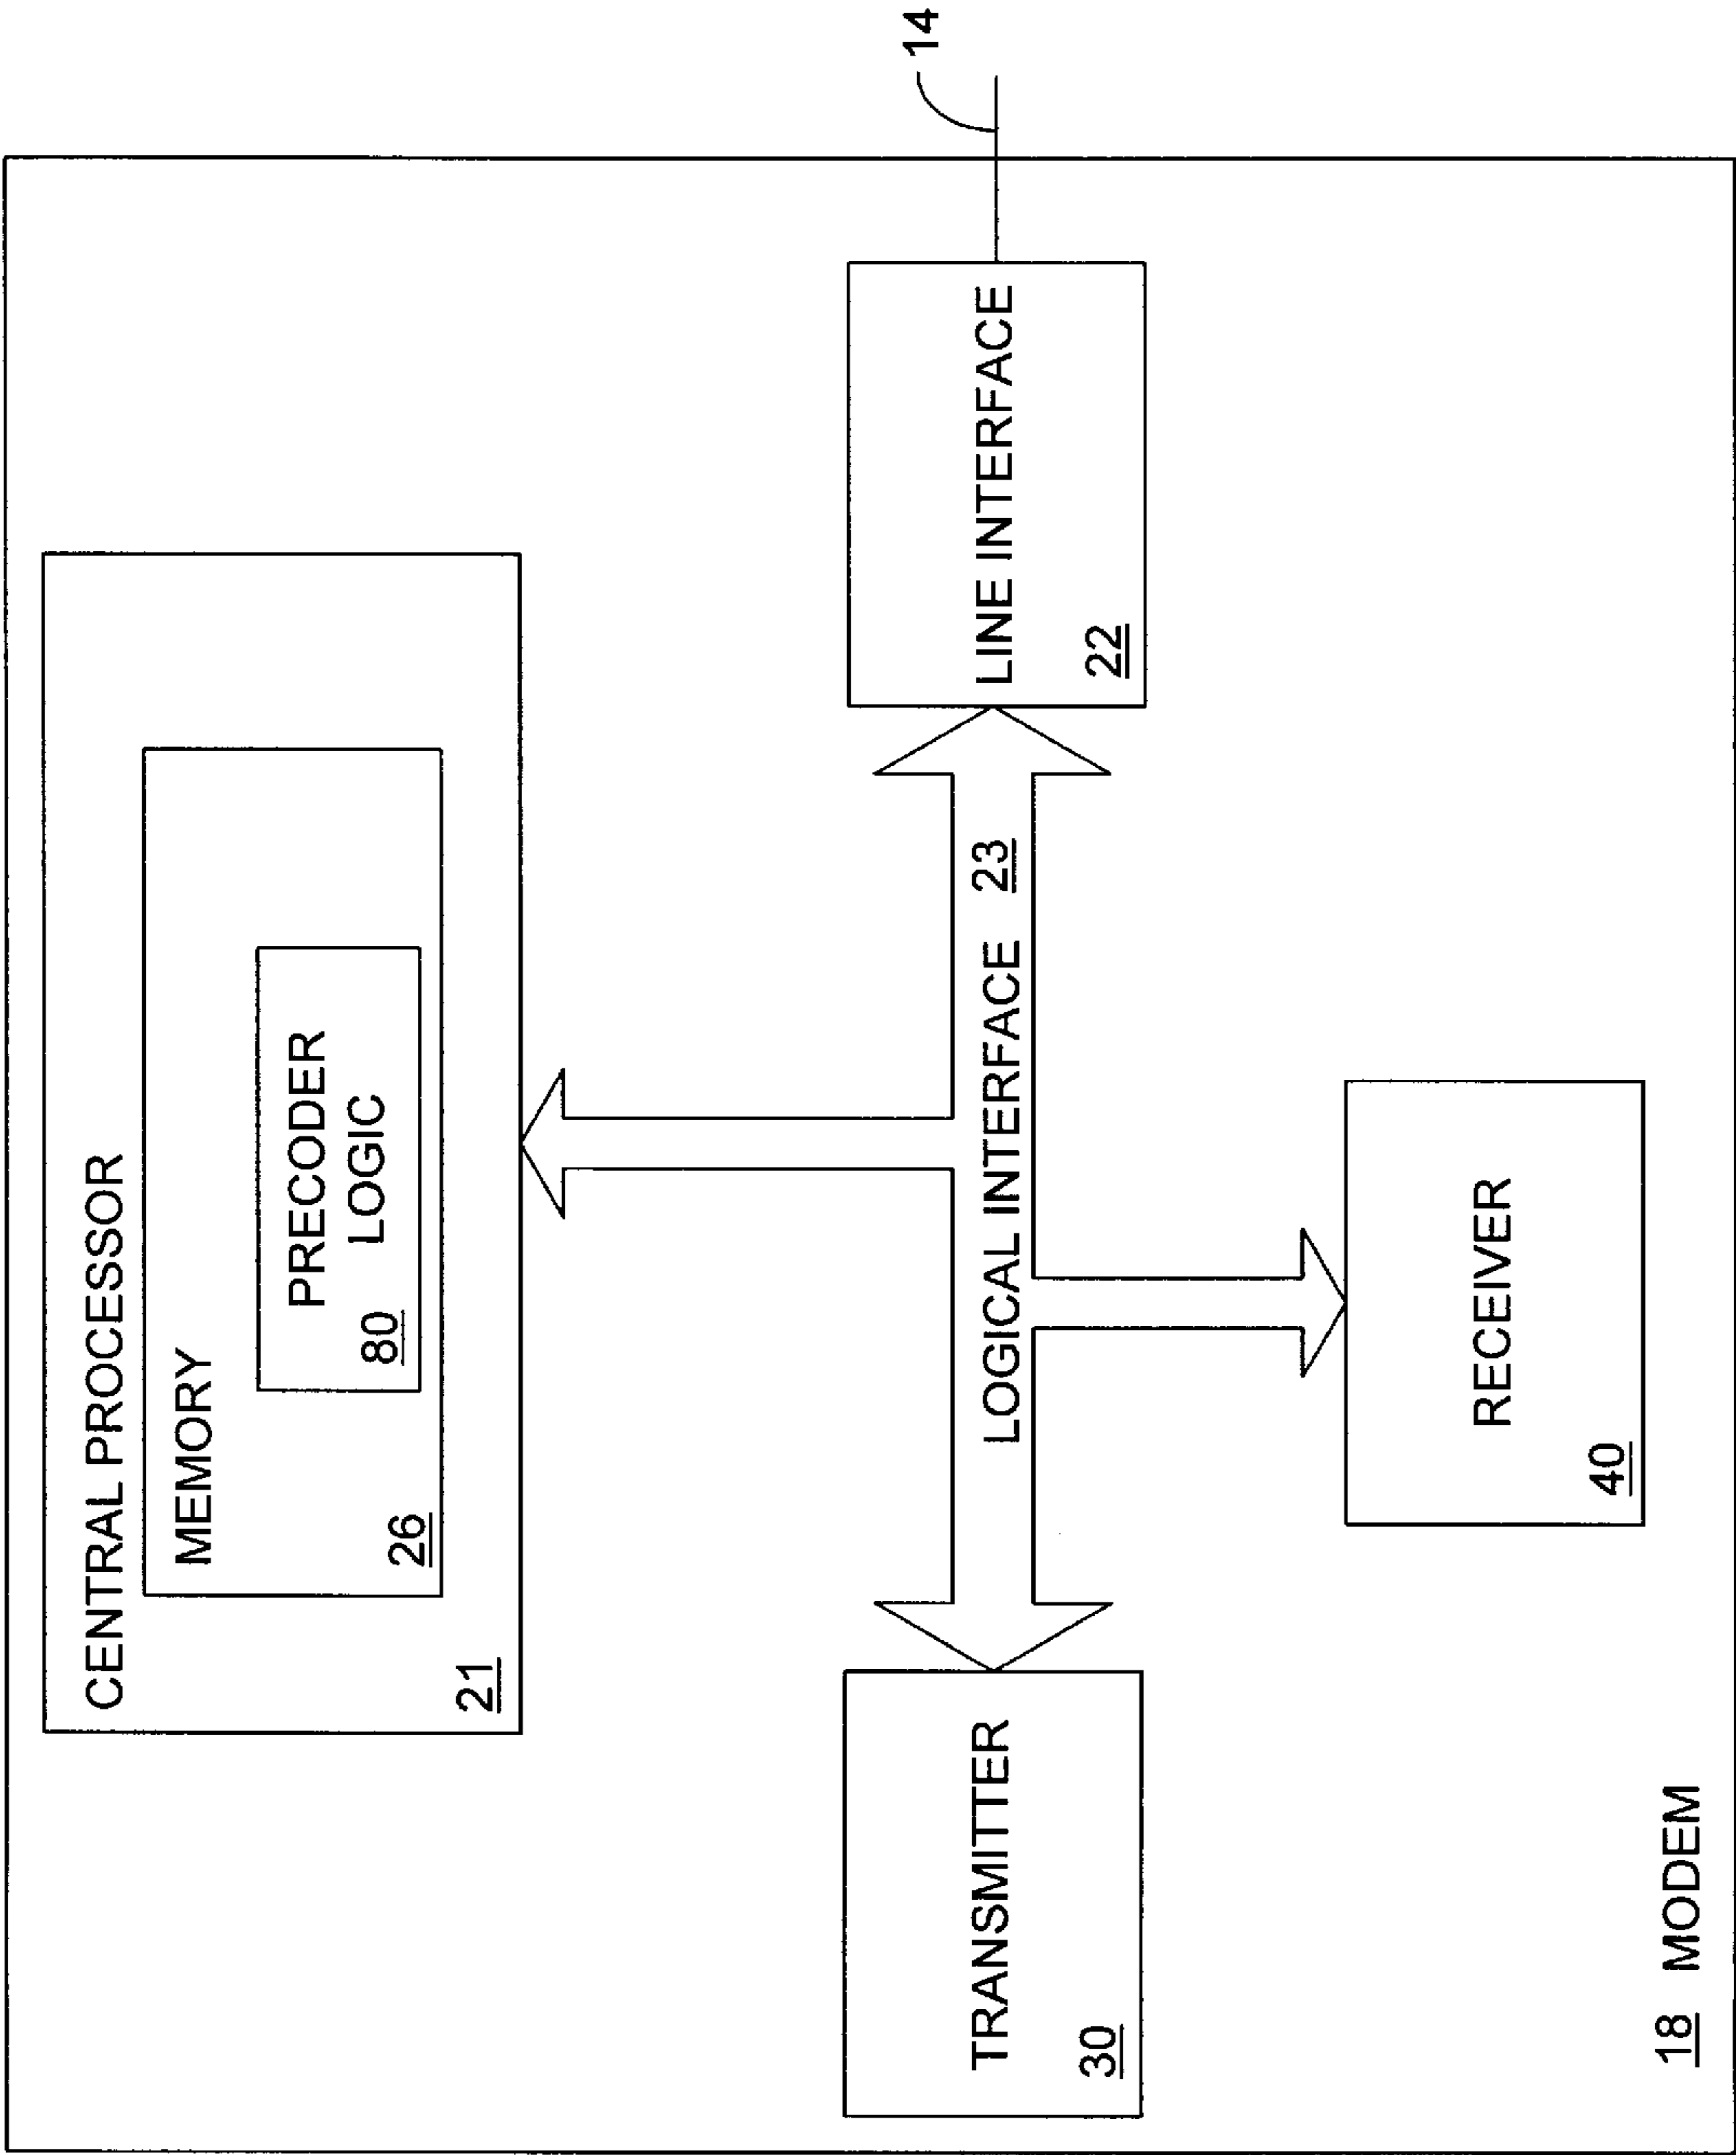 CENTRAL PROCESSOR
MEMORY
PRECODER
LOGIC
80
26
21
14
TRANSMITTER
30
LOGICAL INTERFACE 23
LINE INTERFACE
22
RECEIVER
40
18 MODEM